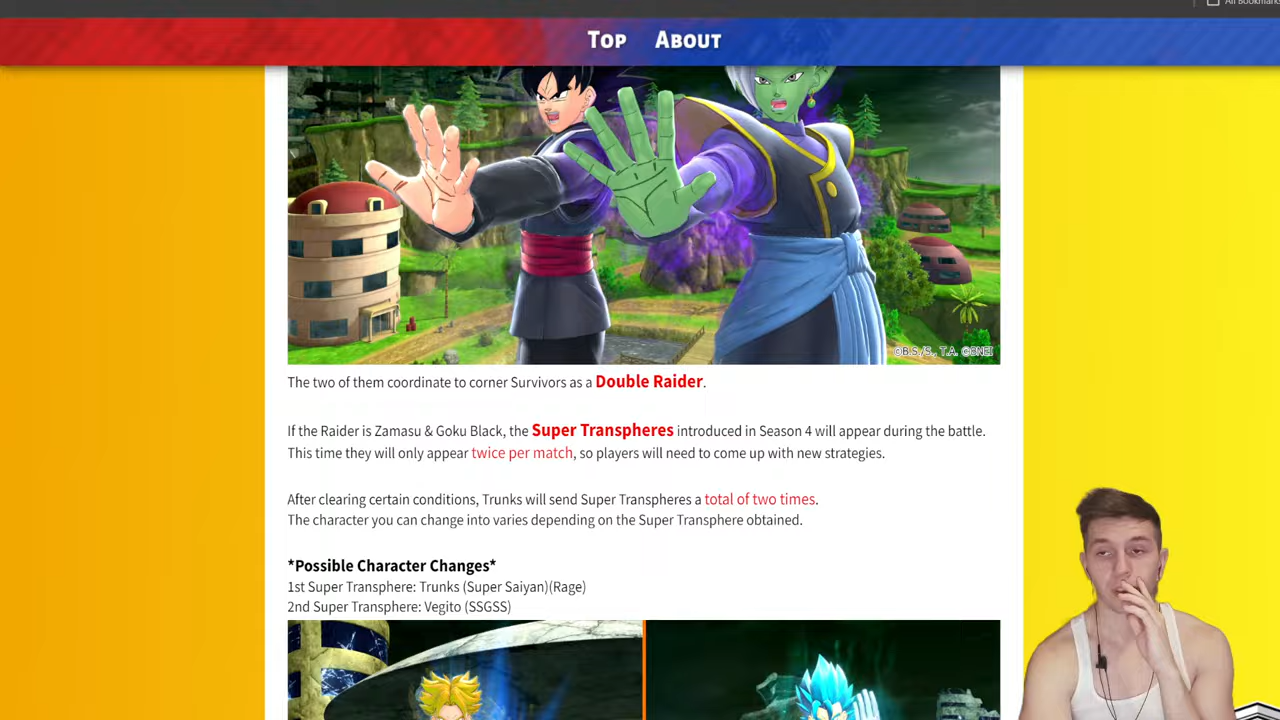 All Bookmarks
TOP ABOUT
©B.S./S., T.A. ©BNEI
The two of them coordinate to corner Survivors as a Double Raider.
If the Raider is Zamasu & Goku Black, the Super Transpheres introduced in Season 4 will appear during the battle.
This time they will only appear twice per match, so players will need to come up with new strategies.
After clearing certain conditions, Trunks will send Super Transpheres a total of two times.
The character you can change into varies depending on the Super Transphere obtained.
*Possible Character Changes*
1st Super Transphere: Trunks (Super Saiyan)(Rage)
2nd Super Transphere: Vegito (SSGSS)